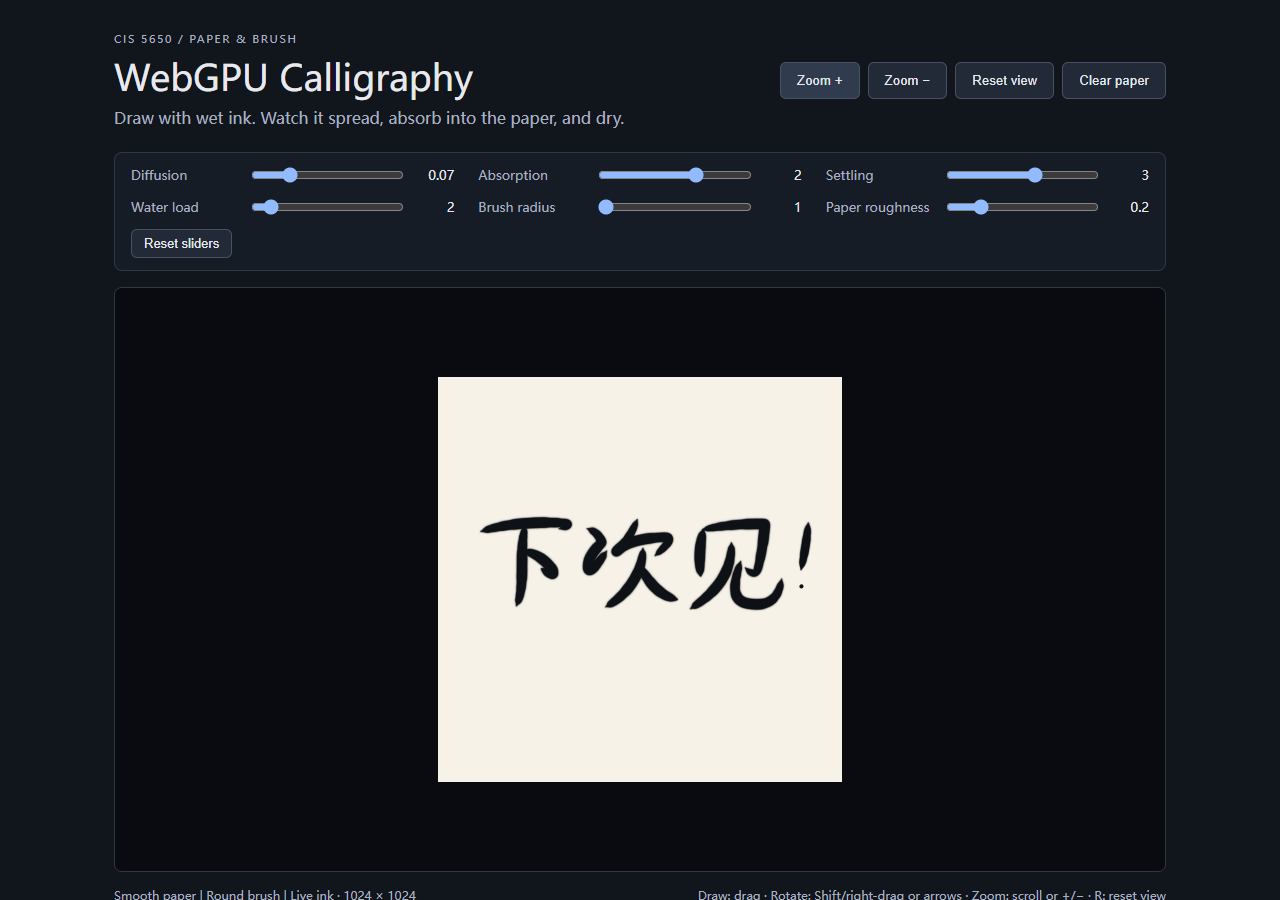 CIS 5650 / PAPER & BRUSH
WebGPU Calligraphy
Zoom + Zoom − Reset view Clear paper
Draw with wet ink. Watch it spread, absorb into the paper, and dry.
Diffusion 0.07 Absorption 2 Settling 3
Water load 2 Brush radius 1 Paper roughness 0.2
Reset sliders
下次见!
Smooth paper | Round brush | Live ink · 1024 × 1024 Draw: drag · Rotate: Shift/right-drag or arrows · Zoom: scroll or +/− · R: reset view